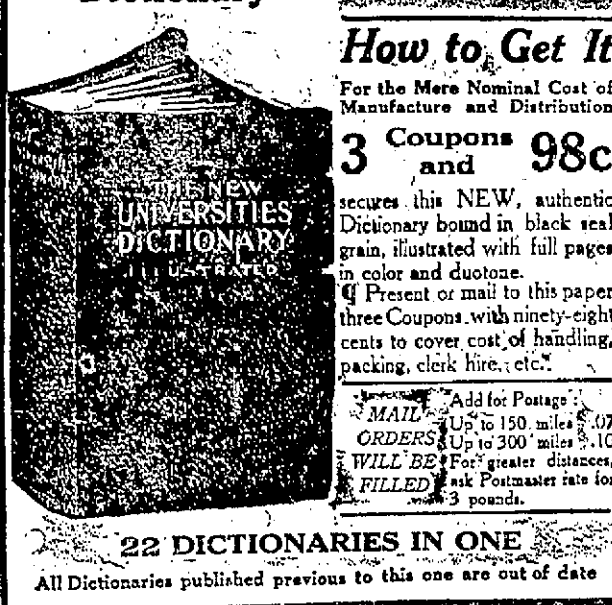 THE NEW
UNIVERSITIES
DICTIONARY
ILLUSTRATED
How to Get It
For the Mere Nominal Cost of
Manufacture and Distribution
3 Coupons and 98c
secures this NEW, authentic
Dictionary bound in black seal
grain, illustrated with full pages
in color and duotone.
¶ Present or mail to this paper
three Coupons with ninety-eight
cents to cover cost of handling,
packing, clerk hire, etc.
MAIL
ORDERS
WILL BE
FILLED
Add for Postage:
Up to 150 miles .07
Up to 300 miles .10
For greater distances,
ask Postmaster rate for
3 pounds.
22 DICTIONARIES IN ONE
All Dictionaries published previous to this one are out of date